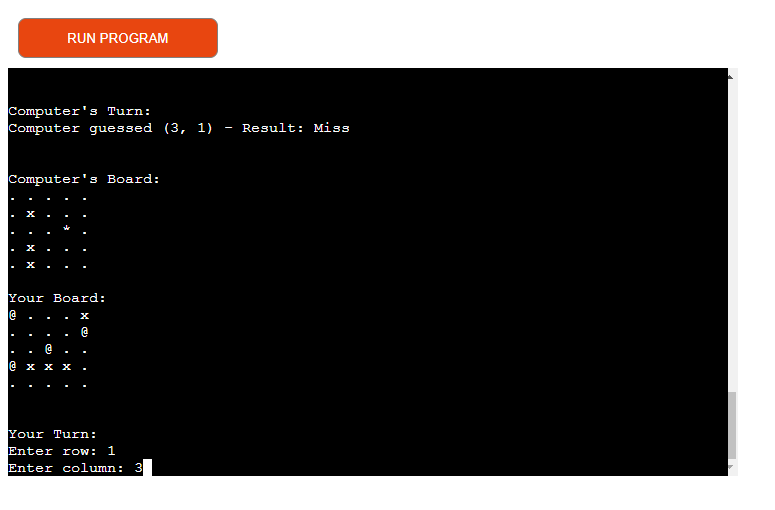 RUN PROGRAM
Computer's Turn:
Computer guessed (3, 1) - Result: Miss
Computer's Board:
. . . . .
. x . . .
. . . * .
. x . . .
. x . . .
Your Board:
@ . . . x
. . . . @
. . @ . .
@ x x x .
. . . . .
Your Turn:
Enter row: 1
Enter column: 3